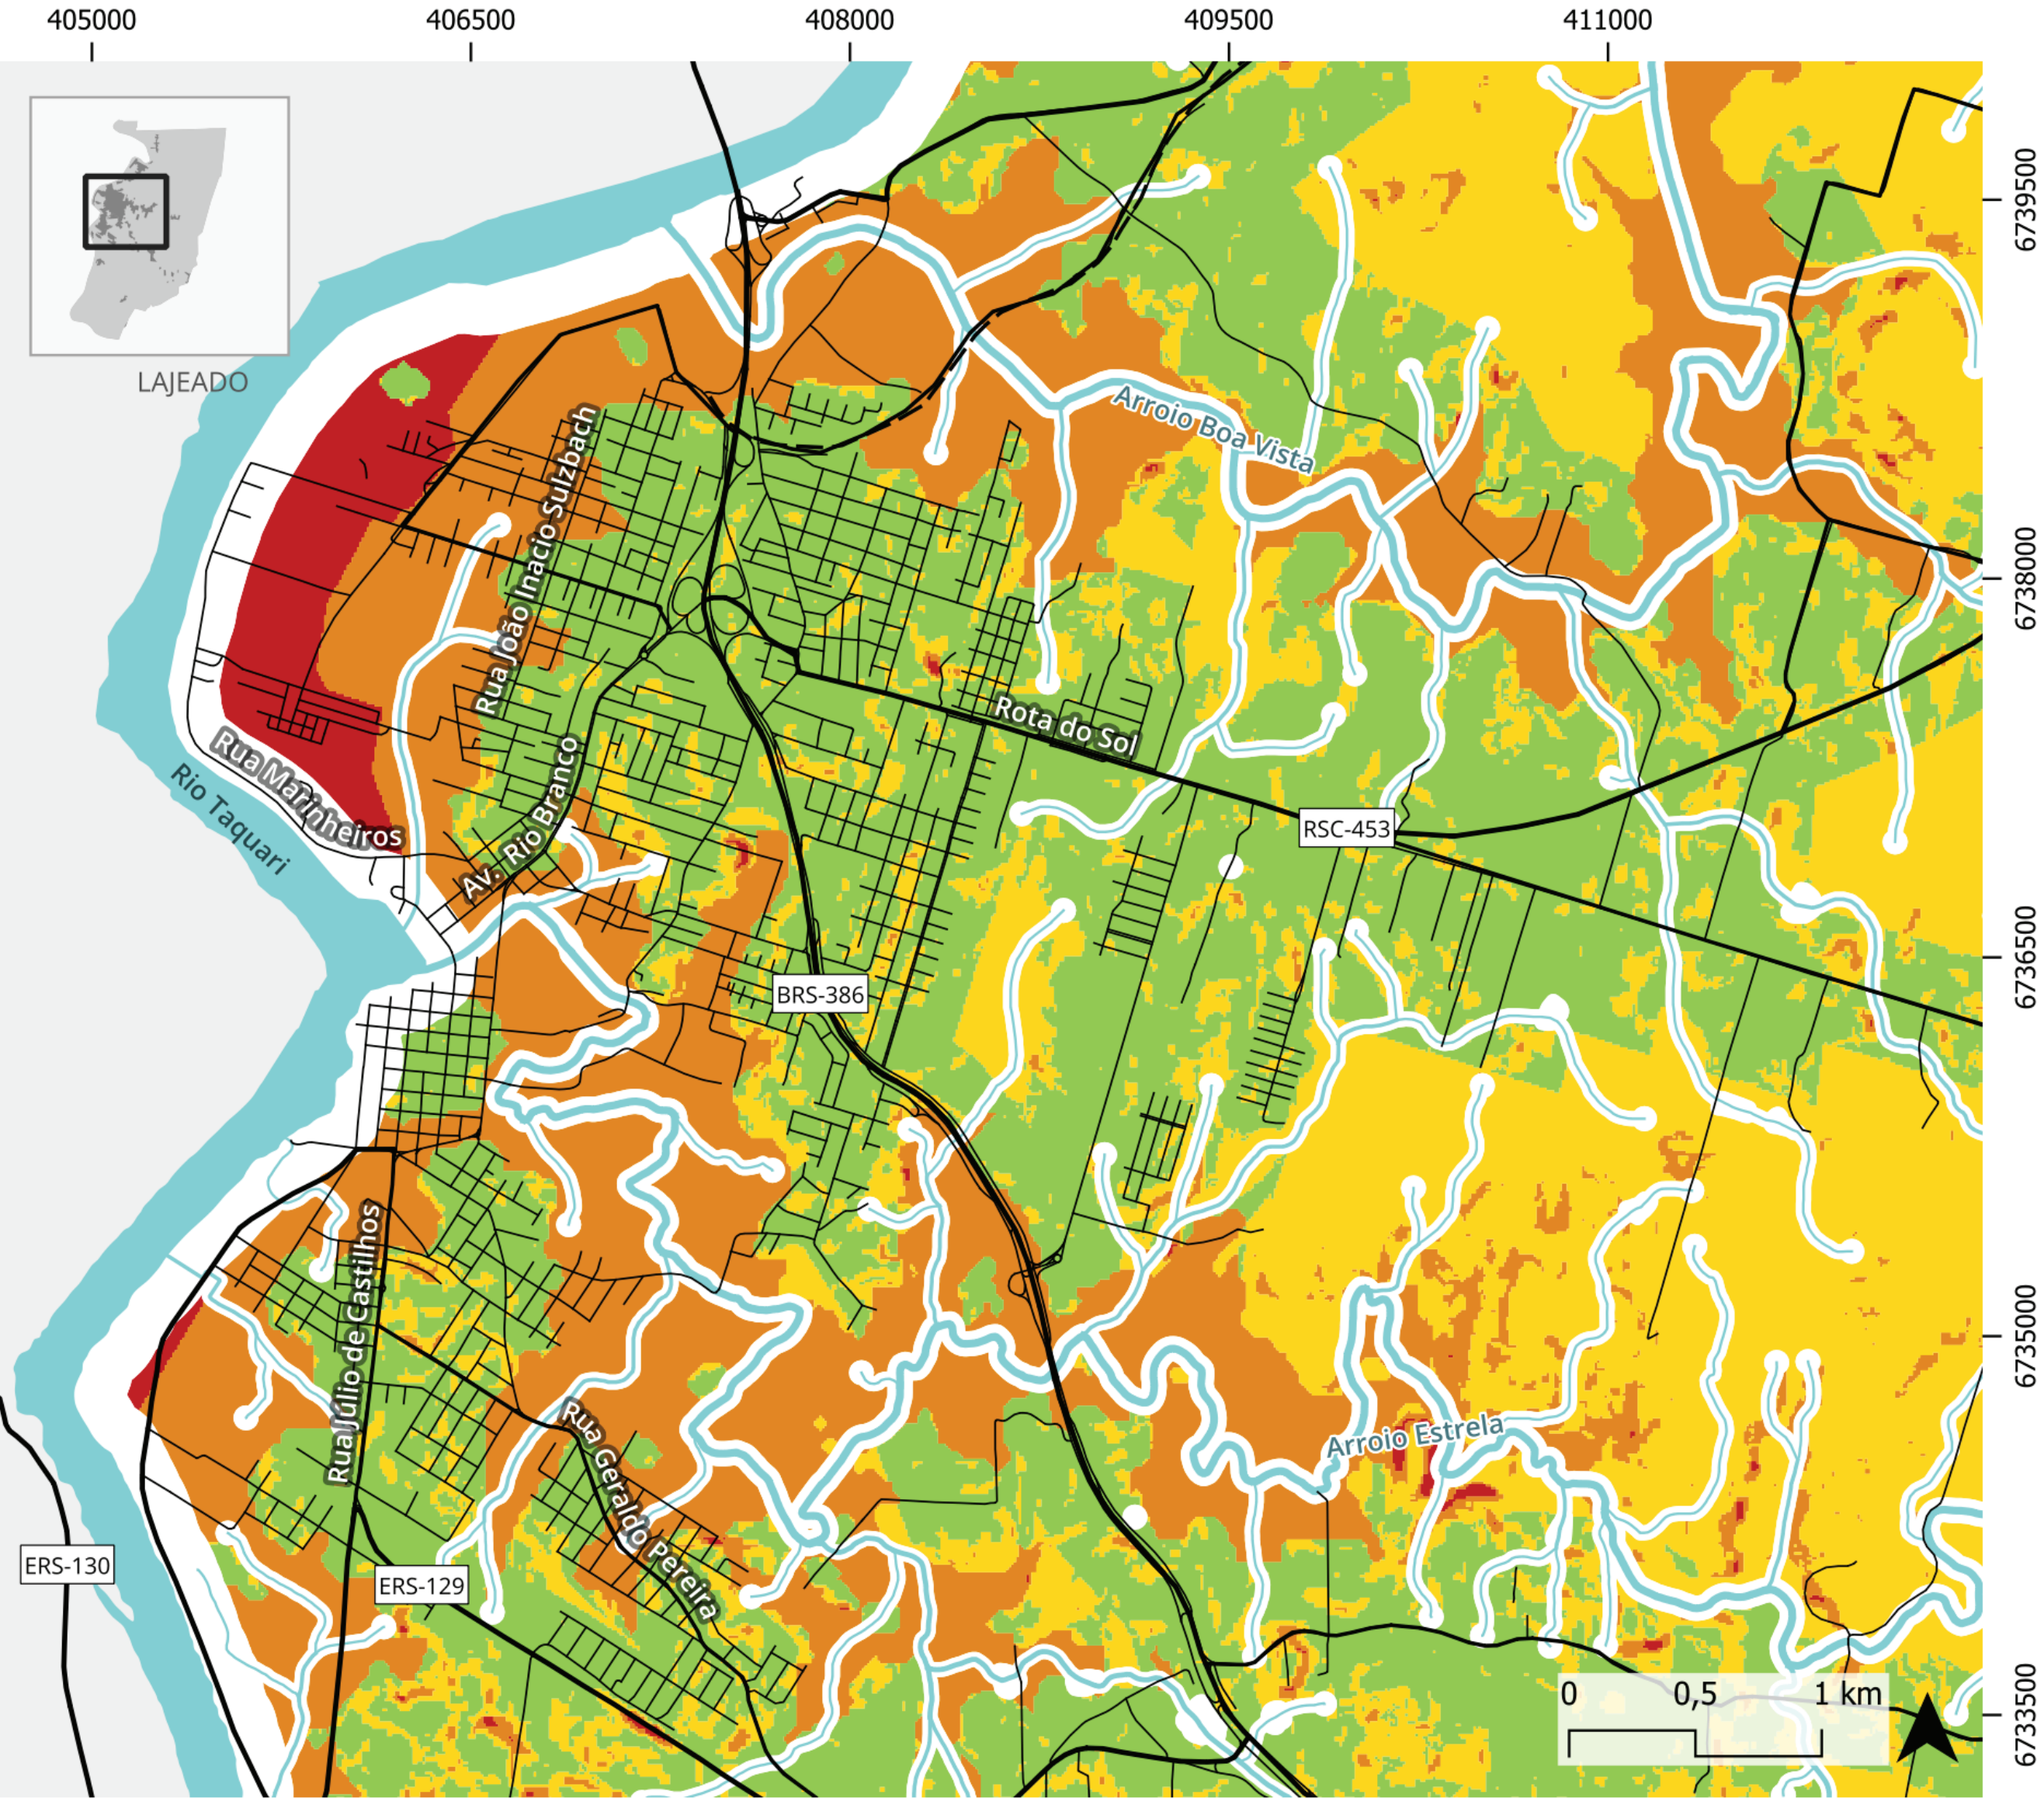 405000 406500 408000 409500 411000
6739500
LAJEADO
Arroio Boa Vista
Rua João Inacio Sulzbach
6738000
Rota do Sol
Rua Marinheiros
Rio Taquari
Av. Rio Branco
RSC-453
6736500
BRS-386
6735000
Rua Júlio de Castilhos
Rua Geraldo Pereira
Arroio Estrela
ERS-130
ERS-129
0 0,5 1 km
6733500